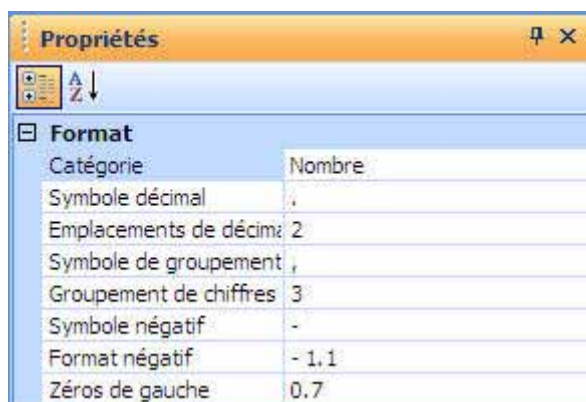 Propriétés
A Z
Format
Catégorie Nombre
Symbole décimal .
Emplacements de décima 2
Symbole de groupement ,
Groupement de chiffres 3
Symbole négatif -
Format négatif - 1.1
Zéros de gauche 0.7